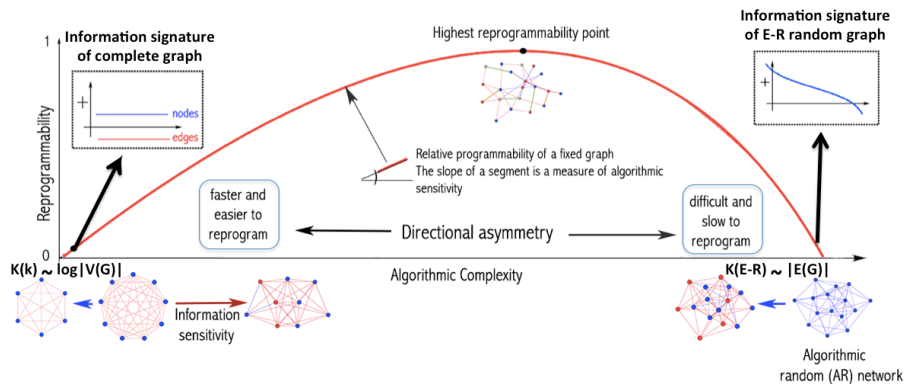 Information signature
of complete graph
+
nodes
edges
Highest reprogrammability
point
Information signature
of E-R random graph
+
1
Reprogrammability
0
Relative programmability of a fixed graph
The slope of a segment is a measure of algorithmic
sensitivity
faster and
easier to
reprogram
Directional asymmetry
difficult and
slow to
reprogram
K(k) ~ log|V(G)|
Algorithmic Complexity
K(E-R) ~ |E(G)|
Information
sensitivity
Algorithmic
random (AR) network